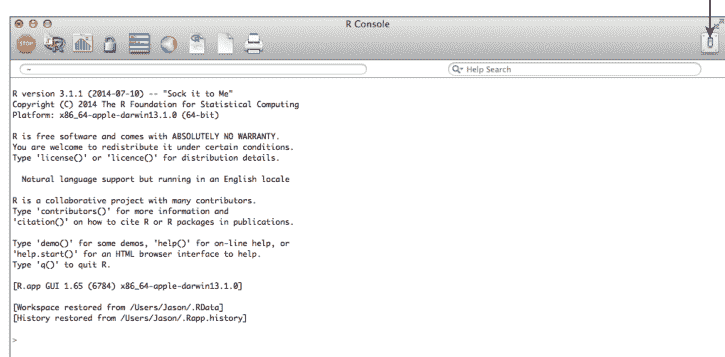 R Console
STOP
~
Q Help Search
R version 3.1.1 (2014-07-10) -- "Sock it to Me"
Copyright (C) 2014 The R Foundation for Statistical Computing
Platform: x86_64-apple-darwin13.1.0 (64-bit)
R is free software and comes with ABSOLUTELY NO WARRANTY.
You are welcome to redistribute it under certain conditions.
Type 'license()' or 'licence()' for distribution details.
Natural language support but running in an English locale
R is a collaborative project with many contributors.
Type 'contributors()' for more information and
'citation()' on how to cite R or R packages in publications.
Type 'demo()' for some demos, 'help()' for on-line help, or
'help.start()' for an HTML browser interface to help.
Type 'q()' to quit R.
[R.app GUI 1.65 (6784) x86_64-apple-darwin13.1.0]
[Workspace restored from /Users/Jason/.RData]
[History restored from /Users/Jason/.Rapp.history]
>